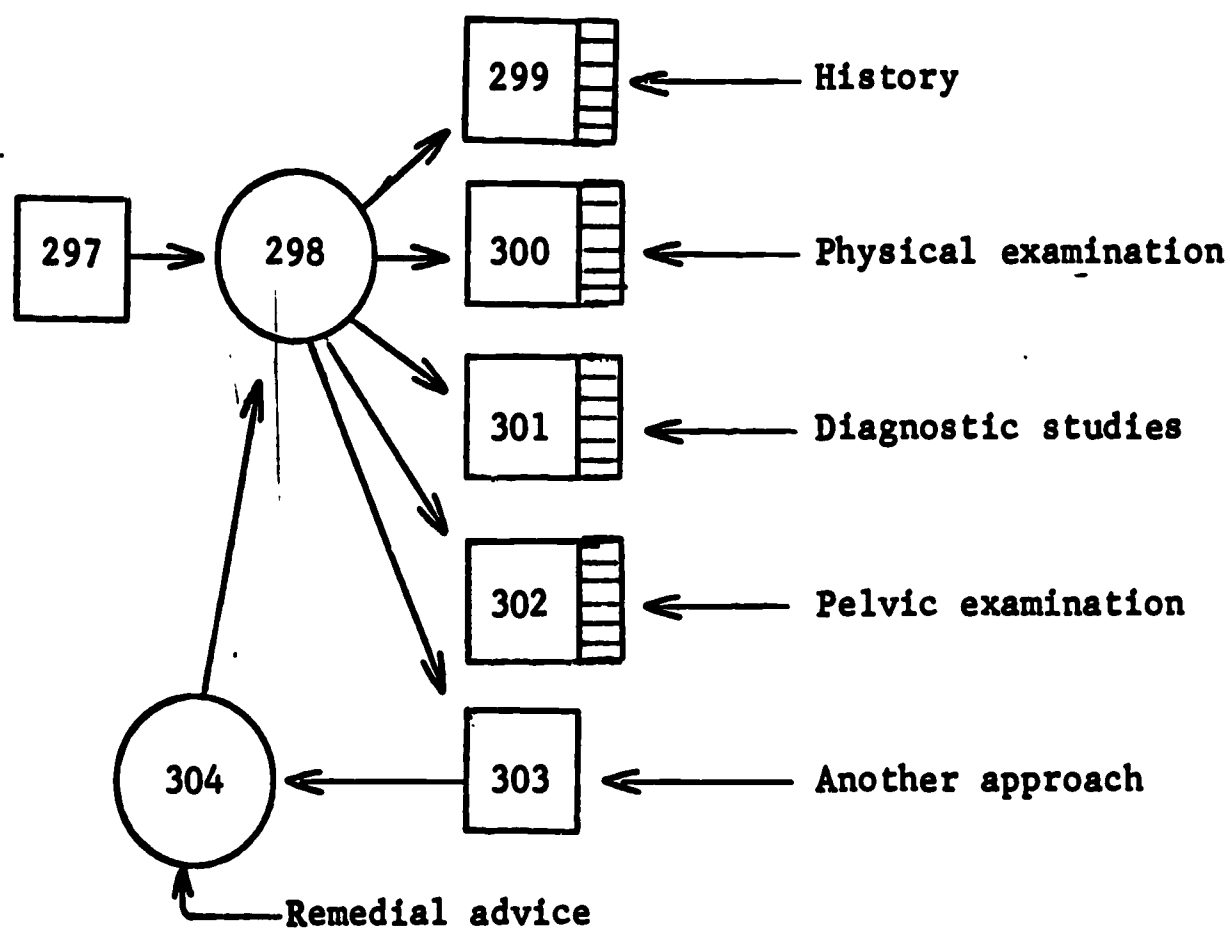 299
History
297
298
300
Physical examination
301
Diagnostic studies
302
Pelvic examination
304
303
Another approach
Remedial advice